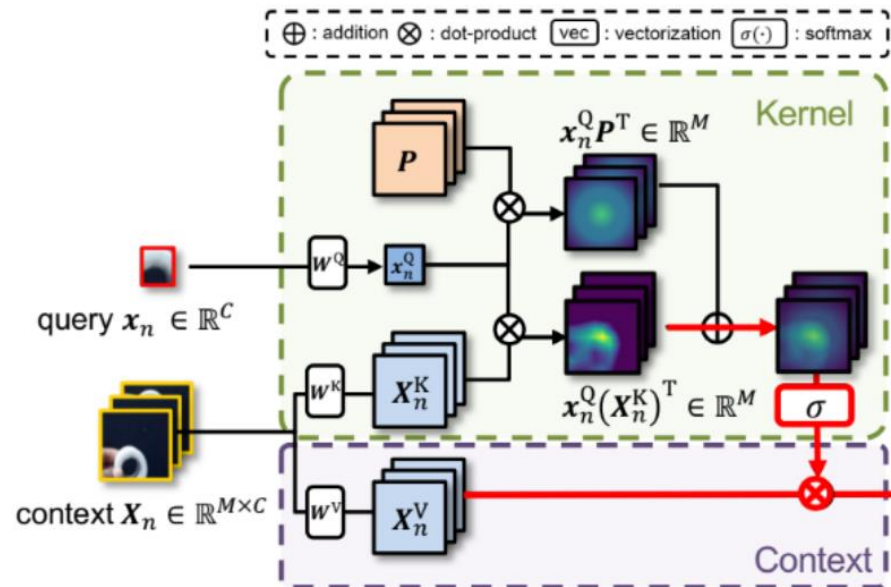 ⊕ : addition ⊗ : dot-product vec : vectorization σ(·) : softmax
Kernel
x_n^Q P^T ∈ ℝ^M
P
W^Q
x_n^Q
query x_n ∈ ℝ^C
W^K
X_n^K
x_n^Q(X_n^K)^T ∈ ℝ^M
σ
context X_n ∈ ℝ^{M×C}
W^V
X_n^V
Context